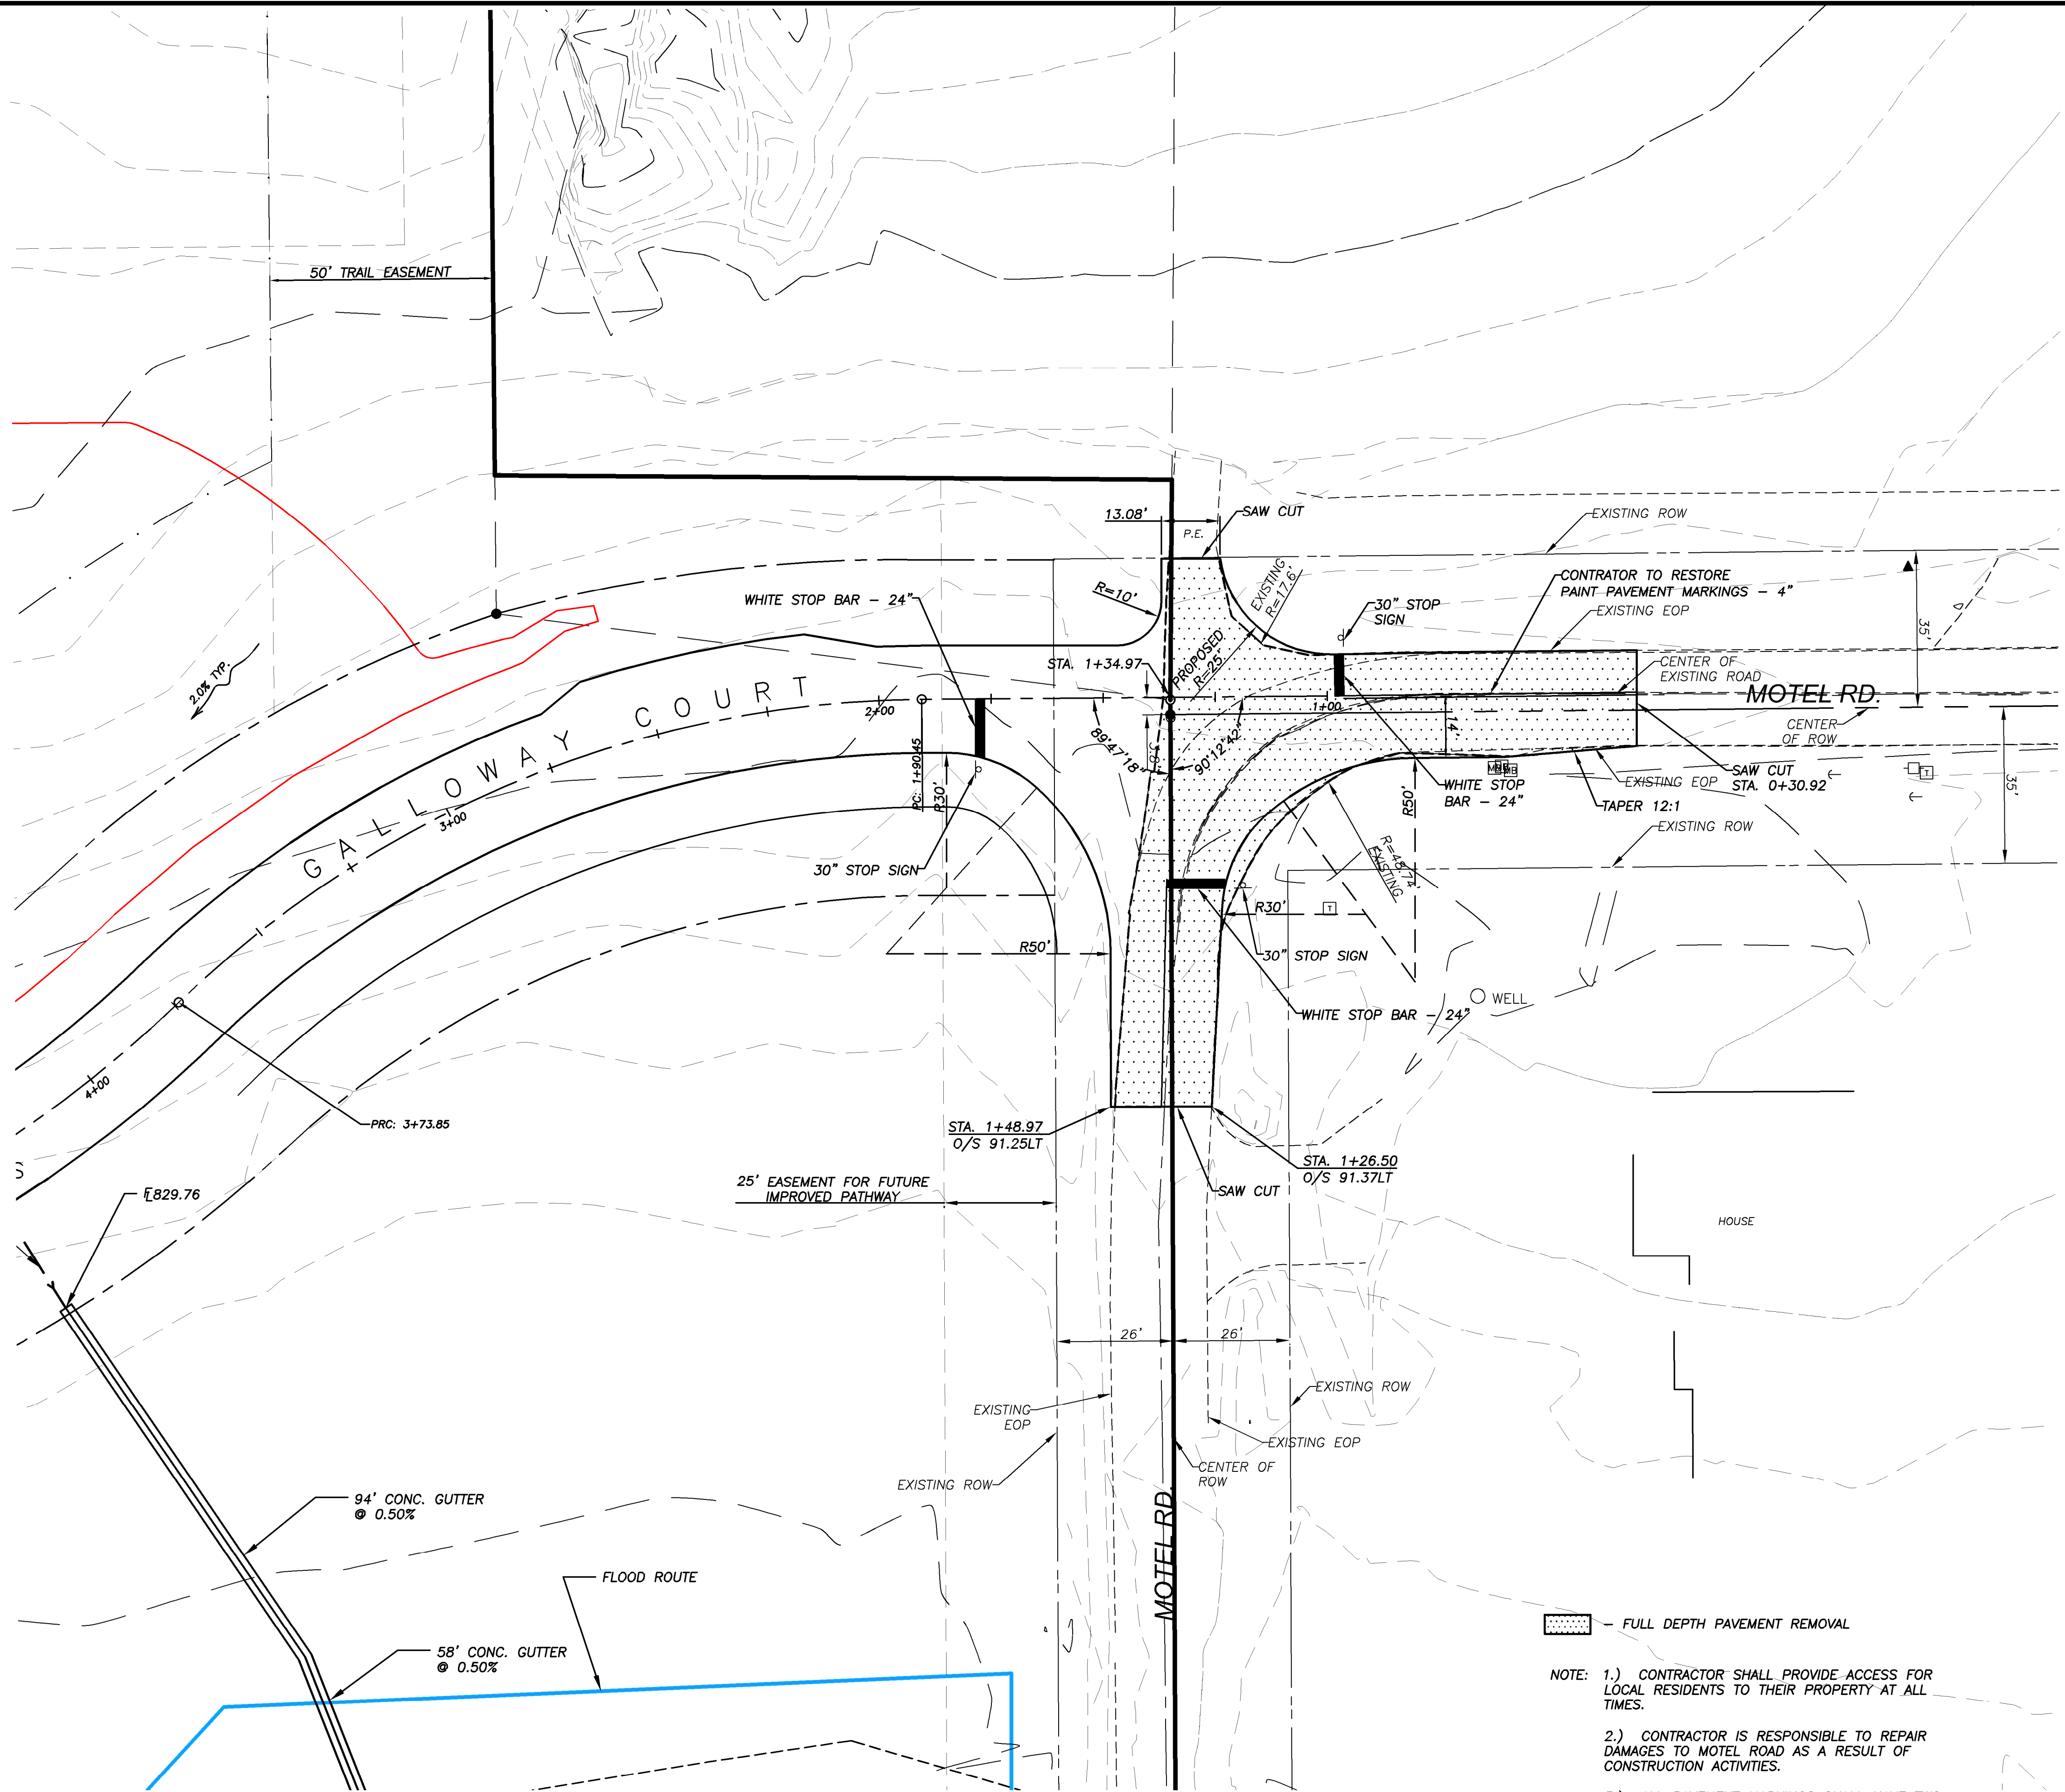 50' TRAIL EASEMENT
13.08'
SAW CUT
P.E.
EXISTING ROW
R=10'
EXISTING
R=17.6'
CONTRATOR TO RESTORE
PAINT PAVEMENT MARKINGS – 4"
EXISTING EOP
WHITE STOP BAR – 24"
30" STOP
SIGN
35'
2.0% TYP.
STA. 1+34.97
PROPOSED
R=25'
CENTER OF
EXISTING ROAD
MOTEL RD.
GALLOWAY COURT
2+00
1+00
14'
CENTER
OF ROW
PC: 1+90.45
R30'
89°47'18"
3.8'
90°12'42"
MB
WHITE STOP
BAR – 24"
R50'
EXISTING EOP
SAW CUT
STA. 0+30.92
T
35'
TAPER 12:1
EXISTING ROW
3+00
30" STOP SIGN
R=48.74'
EXISTING
R30'
T
R50'
30" STOP SIGN
WELL
WHITE STOP BAR – 24"
4+00
PRC: 3+73.85
STA. 1+48.97
O/S 91.25LT
STA. 1+26.50
O/S 91.37LT
S
25' EASEMENT FOR FUTURE
IMPROVED PATHWAY
SAW CUT
FL829.76
HOUSE
26'
26'
EXISTING ROW
EXISTING
EOP
EXISTING EOP
CENTER OF
ROW
EXISTING ROW
94' CONC. GUTTER
@ 0.50%
MOTEL RD.
FLOOD ROUTE
58' CONC. GUTTER
@ 0.50%
– FULL DEPTH PAVEMENT REMOVAL
NOTE: 1.) CONTRACTOR SHALL PROVIDE ACCESS FOR
LOCAL RESIDENTS TO THEIR PROPERTY AT ALL
TIMES.
2.) CONTRACTOR IS RESPONSIBLE TO REPAIR
DAMAGES TO MOTEL ROAD AS A RESULT OF
CONSTRUCTION ACTIVITIES.